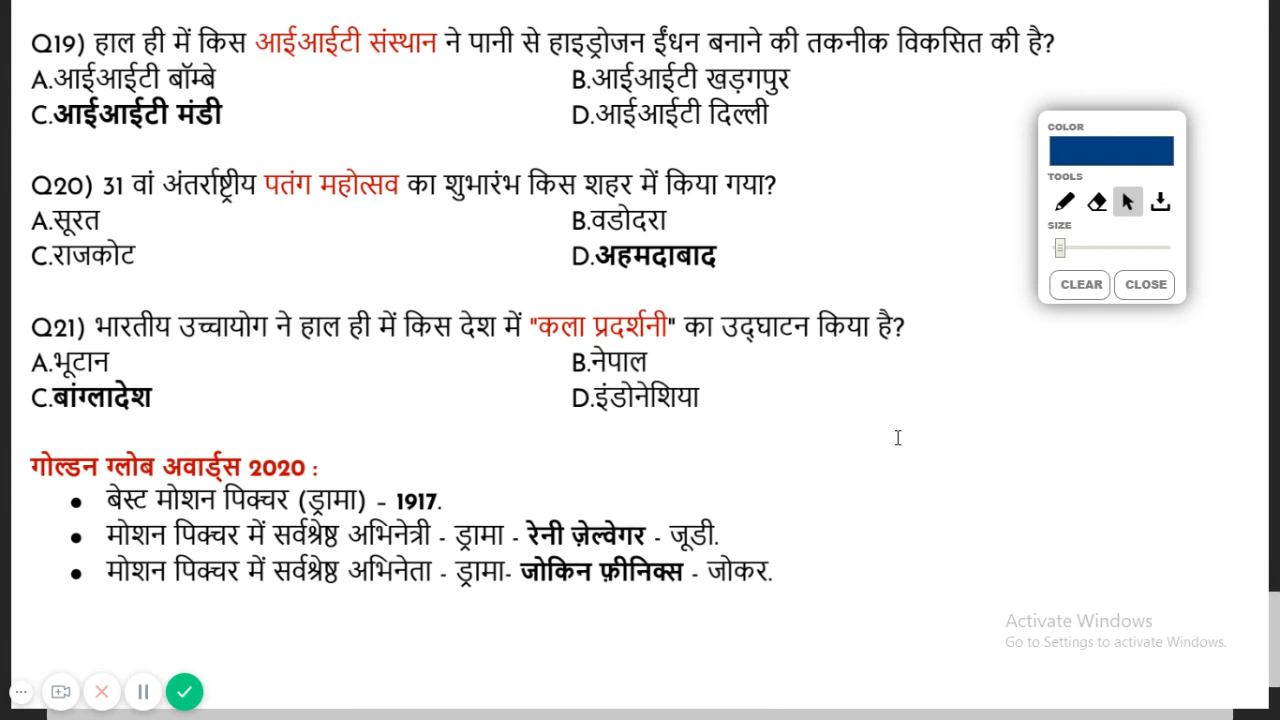 Q19) हाल ही में किस आईआईटी संस्थान ने पानी से हाइड्रोजन ईंधन बनाने की तकनीक विकसित की है?
A.आईआईटी बॉम्बे B.आईआईटी खड़गपुर
C.आईआईटी मंडी D.आईआईटी दिल्ली
Q20) 31 वां अंतर्राष्ट्रीय पतंग महोत्सव का शुभारंभ किस शहर में किया गया?
A.सूरत B.वडोदरा
C.राजकोट D.अहमदाबाद
Q21) भारतीय उच्चायोग ने हाल ही में किस देश में "कला प्रदर्शनी" का उद्घाटन किया है?
A.भूटान B.नेपाल
C.बांग्लादेश D.इंडोनेशिया
गोल्डन ग्लोब अवार्ड्स 2020 :
● बेस्ट मोशन पिक्चर (ड्रामा) – 1917.
● मोशन पिक्चर में सर्वश्रेष्ठ अभिनेत्री - ड्रामा - रेनी ज़ेल्वेगर - जूडी.
● मोशन पिक्चर में सर्वश्रेष्ठ अभिनेता - ड्रामा- जोकिन फ़ीनिक्स - जोकर.
COLOR
TOOLS
SIZE
CLEAR CLOSE
Activate Windows
Go to Settings to activate Windows.